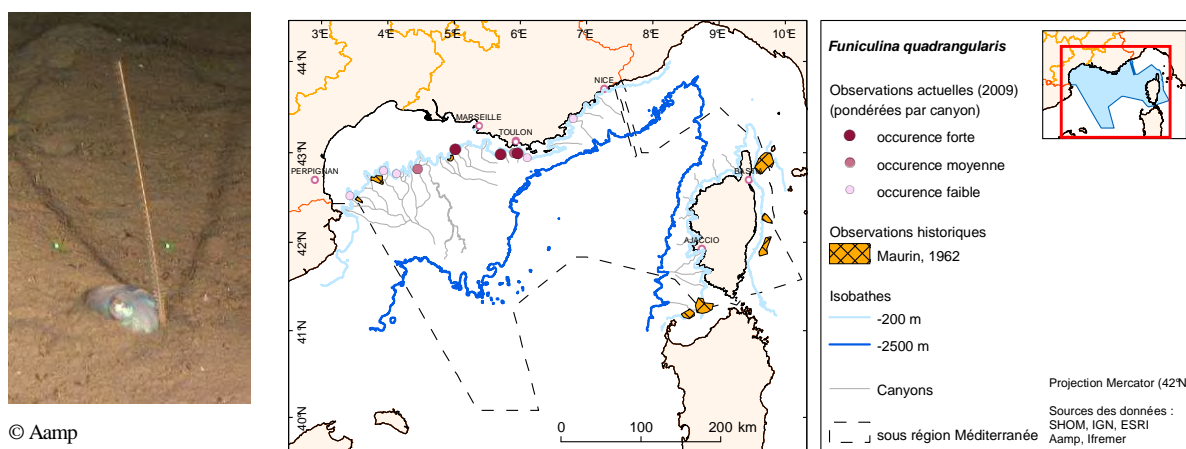 © Aamp
3°E 4°E 5°E 6°E 7°E 8°E 9°E 10°E
44°N
43°N
42°N
41°N
40°N
NICE
MARSEILLE
TOULON
PERPIGNAN
BASTIA
AJACCIO
0 100 200 km
Funiculina quadrangularis
Observations actuelles (2009)
(pondérées par canyon)
occurence forte
occurence moyenne
occurence faible
Observations historiques
Maurin, 1962
Isobathes
-200 m
-2500 m
Canyons
sous région Méditerranée
Projection Mercator (42°N
Sources des données :
SHOM, IGN, ESRI
Aamp, Ifremer